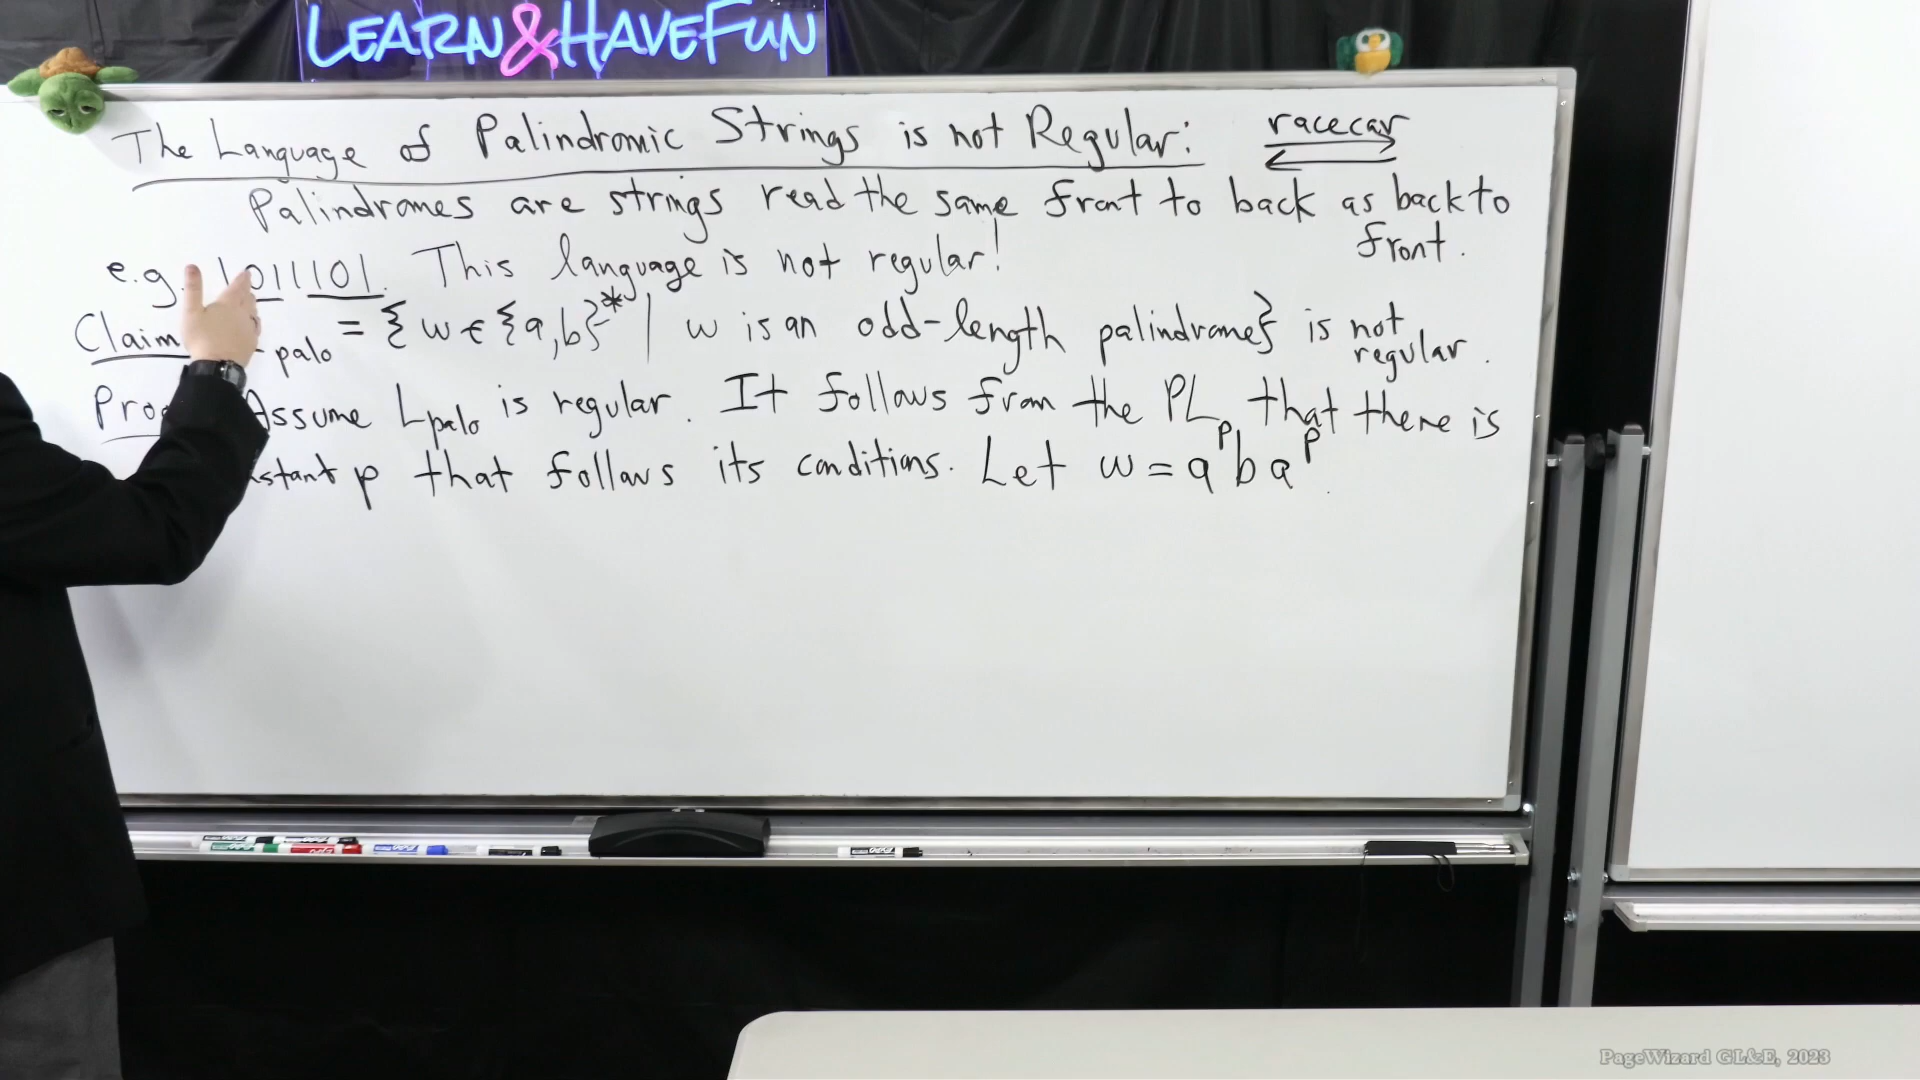 LEARN&HAVEFUN
The Language of Palindromic Strings is not Regular: racecar
Palindromes are strings read the same front to back as back to
front.
e.g. 1011101. This language is not regular!
Claim palo = {w ∈ {a,b}* | w is an odd-length palindrome} is not
regular.
Assume Lpalo is regular. It follows from the PL, that there is
p that follows its conditions. Let w = a^p b a^p.
PageWizard GL&E, 2023